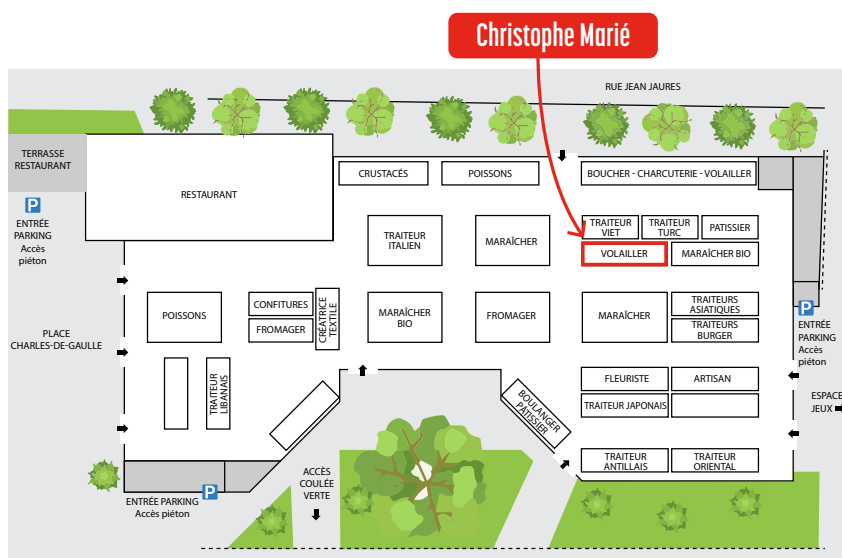 Christophe Marié
RUE JEAN JAURES
TERRASSE
RESTAURANT
RESTAURANT
CRUSTACÉS
POISSONS
BOUCHER - CHARCUTERIE - VOLAILLER
P
ENTRÉE
PARKING
Accès
piéton
TRAITEUR
ITALIEN
MARAÎCHER
TRAITEUR
VIET
TRAITEUR
TURC
PATISSIER
VOLAILLER
MARAÎCHER BIO
PLACE
CHARLES-DE-GAULLE
POISSONS
CONFITURES
FROMAGER
CRÉATRICE
TEXTILE
MARAÎCHER
BIO
FROMAGER
MARAÎCHER
TRAITEURS
ASIATIQUES
TRAITEURS
BURGER
P
ENTRÉE
PARKING
Accès
piéton
TRAITEUR
LIBANAIS
BOULANGER
PÂTISSIER
FLEURISTE
ARTISAN
TRAITEUR JAPONAIS
ESPACE
JEUX
TRAITEUR
ANTILLAIS
TRAITEUR
ORIENTAL
P
ENTRÉE PARKING
Accès piéton
ACCÈS
COULÉE
VERTE